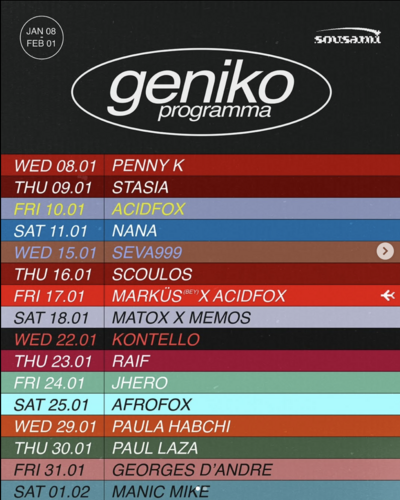 JAN 08
FEB 01
sousami
geniko
programma
WED 08.01 PENNY K
THU 09.01 STASIA
FRI 10.01 ACIDFOX
SAT 11.01 NANA
WED 15.01 SEVA999
THU 16.01 SCOULOS
FRI 17.01 MARKÜS (BEY) X ACIDFOX
SAT 18.01 MATOX X MEMOS
WED 22.01 KONTELLO
THU 23.01 RAIF
FRI 24.01 JHERO
SAT 25.01 AFROFOX
WED 29.01 PAULA HABCHI
THU 30.01 PAUL LAZA
FRI 31.01 GEORGES D'ANDRE
SAT 01.02 MANIC MIKE